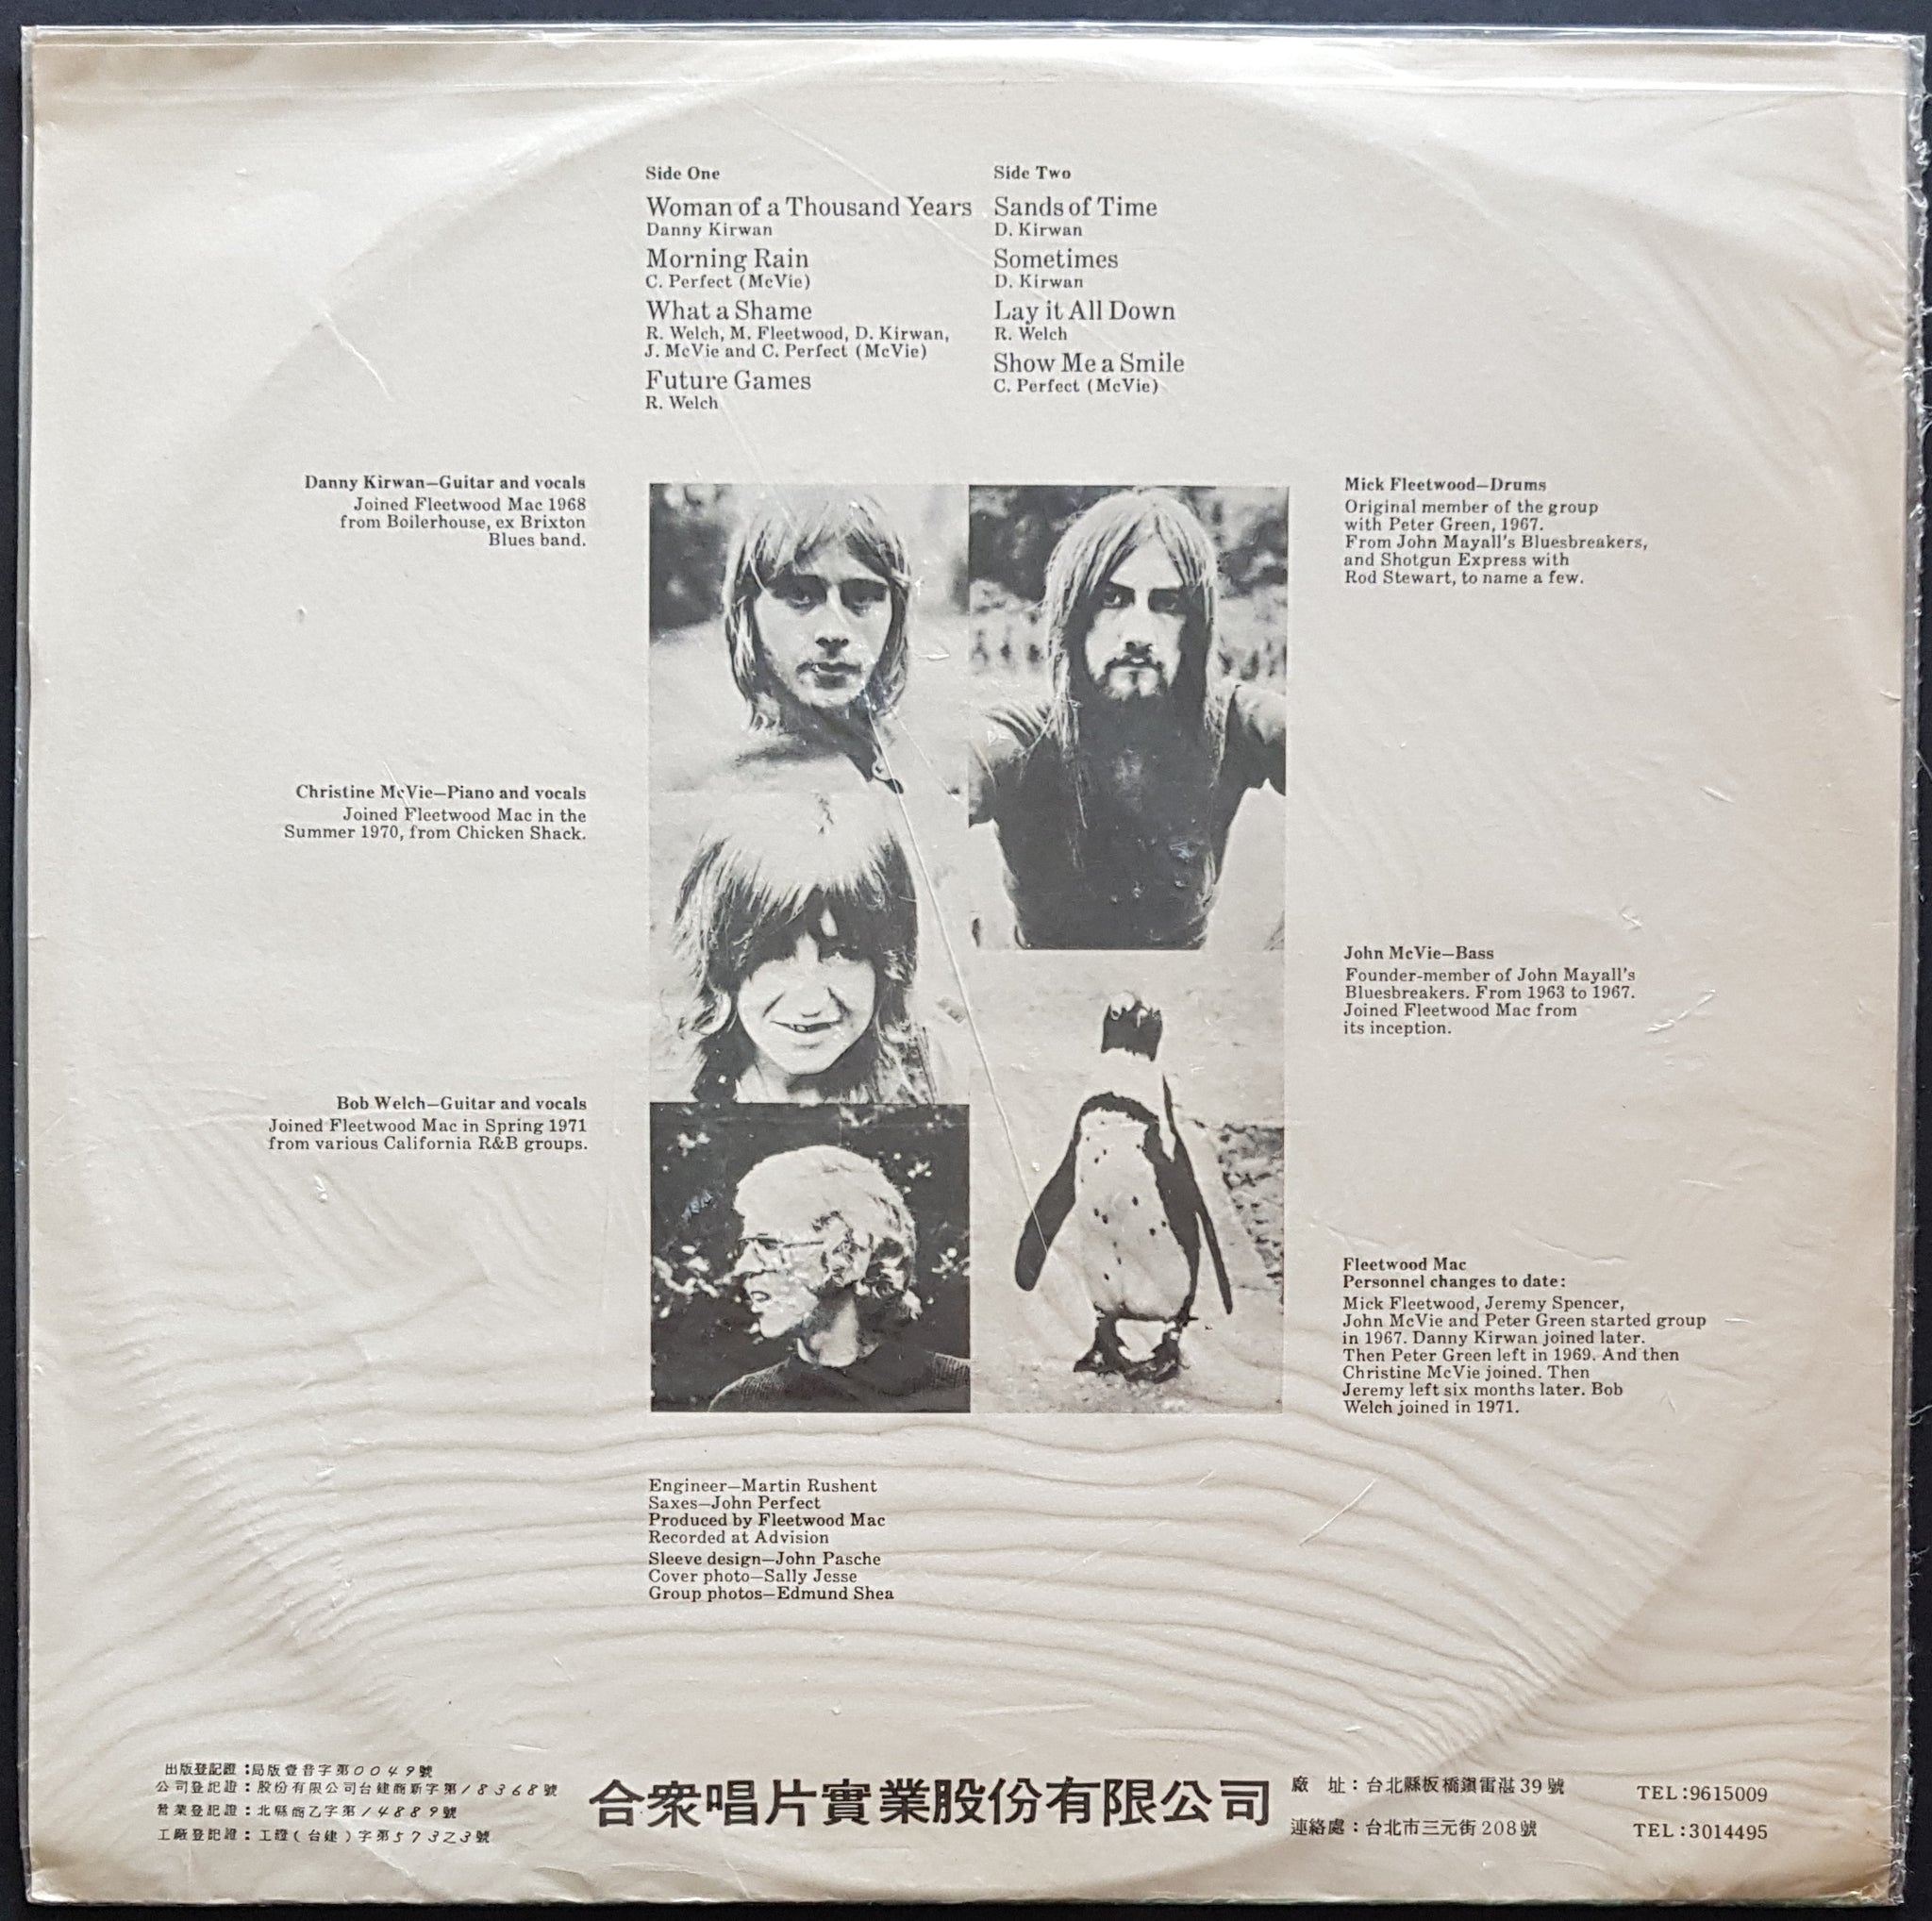 Side One
Woman of a Thousand Years
Danny Kirwan
Morning Rain
C. Perfect (McVie)
What a Shame
R. Welch, M. Fleetwood, D. Kirwan,
J. McVie and C. Perfect (McVie)
Future Games
R. Welch
Side Two
Sands of Time
D. Kirwan
Sometimes
D. Kirwan
Lay it All Down
R. Welch
Show Me a Smile
C. Perfect (McVie)
Danny Kirwan—Guitar and vocals
Joined Fleetwood Mac 1968
from Boilerhouse, ex Brixton
Blues band.
Christine McVie—Piano and vocals
Joined Fleetwood Mac in the
Summer 1970, from Chicken Shack.
Bob Welch—Guitar and vocals
Joined Fleetwood Mac in Spring 1971
from various California R&B groups.
Mick Fleetwood—Drums
Original member of the group
with Peter Green, 1967.
From John Mayall's Bluesbreakers,
and Shotgun Express with
Rod Stewart, to name a few.
John McVie—Bass
Founder-member of John Mayall's
Bluesbreakers. From 1963 to 1967.
Joined Fleetwood Mac from
its inception.
Fleetwood Mac
Personnel changes to date:
Mick Fleetwood, Jeremy Spencer,
John McVie and Peter Green started group
in 1967. Danny Kirwan joined later.
Then Peter Green left in 1969. And then
Christine McVie joined. Then
Jeremy left six months later. Bob
Welch joined in 1971.
Engineer—Martin Rushent
Saxes—John Perfect
Produced by Fleetwood Mac
Recorded at Advision
Sleeve design—John Pasche
Cover photo—Sally Jesse
Group photos—Edmund Shea
出版登記證：局版壹音字第0049號
公司登記證：股份有限公司台建商新字第18368號
營業登記證：北縣商乙字第14889號
工廠登記證：工證(台建)字第57323號
合衆唱片實業股份有限公司
廠 址：台北縣板橋鎮雷湛39號 TEL:9615009
連絡處：台北市三元街208號 TEL:3014495